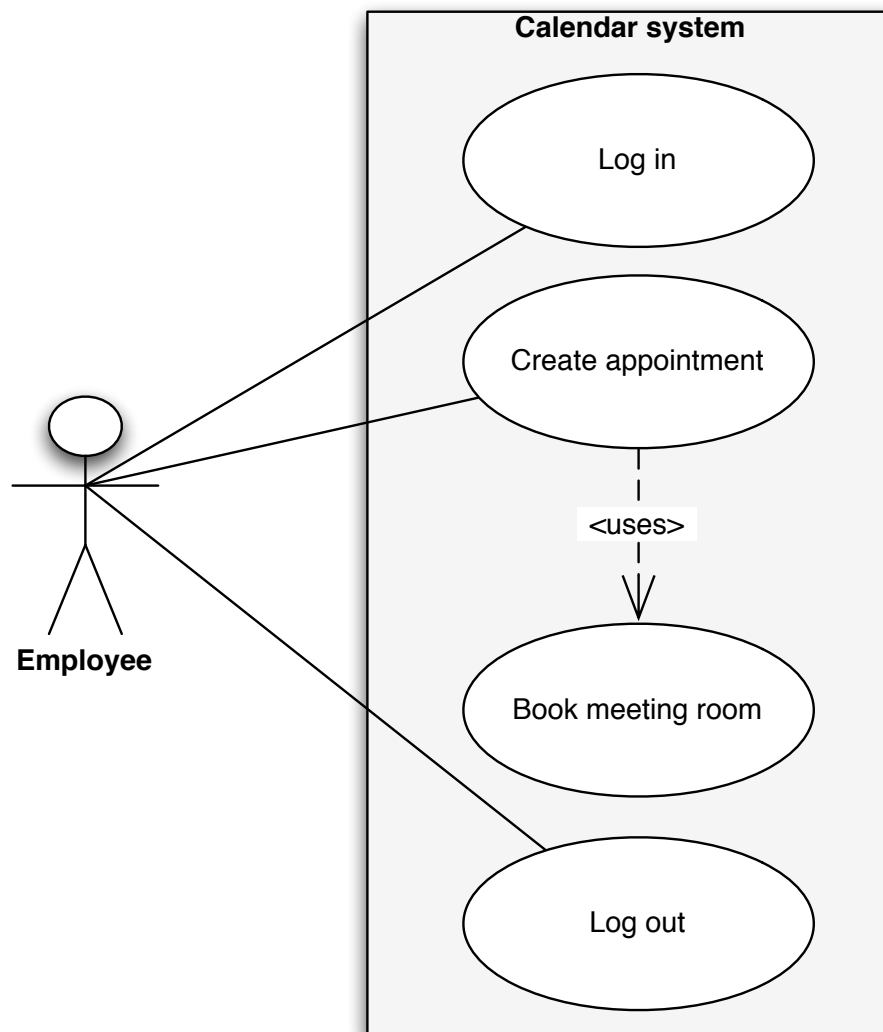 Calendar system
Log in
Create appointment
<uses>
Employee
Book meeting room
Log out